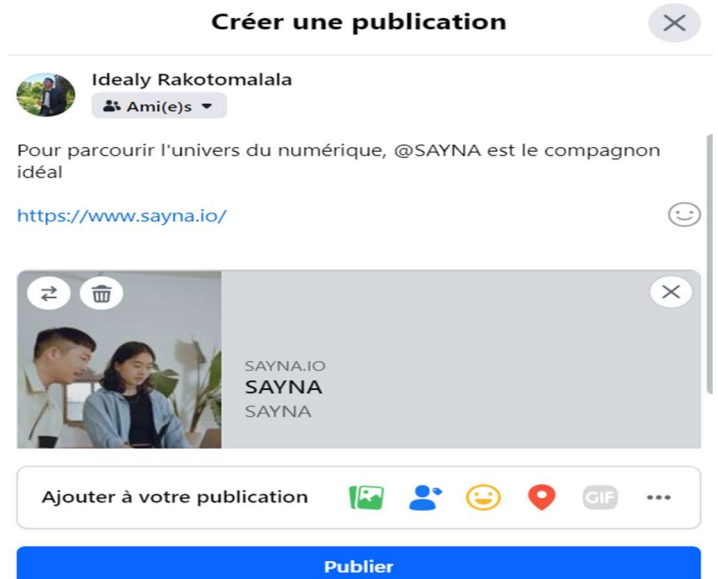 Créer une publication
Idealy Rakotomalala
Ami(e)s
Pour parcourir l'univers du numérique, @SAYNA est le compagnon
idéal
https://www.sayna.io/
SAYNA.IO
SAYNA
SAYNA
Ajouter à votre publication
GIF
Publier